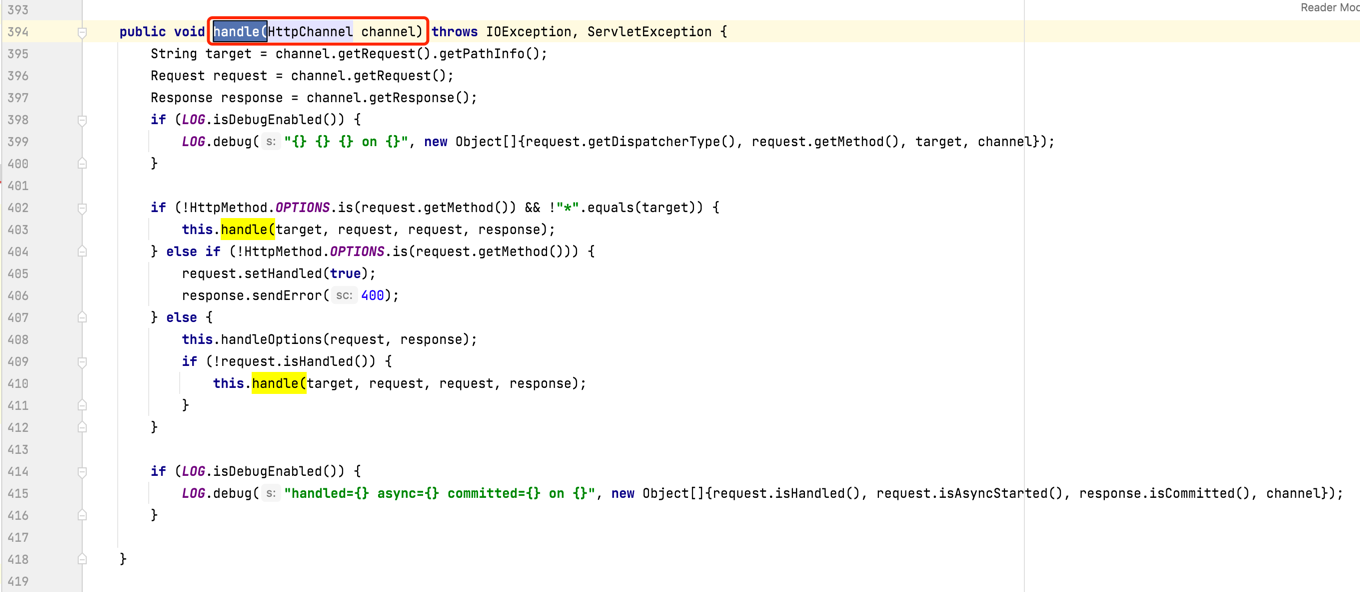 393
Reader Mod
394 public void handle(HttpChannel channel) throws IOException, ServletException {
395 String target = channel.getRequest().getPathInfo();
396 Request request = channel.getRequest();
397 Response response = channel.getResponse();
398 if (LOG.isDebugEnabled()) {
399 LOG.debug( s: "{} {} {} on {}", new Object[]{request.getDispatcherType(), request.getMethod(), target, channel});
400 }
401
402 if (!HttpMethod.OPTIONS.is(request.getMethod()) && !"*".equals(target)) {
403 this.handle(target, request, request, response);
404 } else if (!HttpMethod.OPTIONS.is(request.getMethod())) {
405 request.setHandled(true);
406 response.sendError( sc: 400);
407 } else {
408 this.handleOptions(request, response);
409 if (!request.isHandled()) {
410 this.handle(target, request, request, response);
411 }
412 }
413
414 if (LOG.isDebugEnabled()) {
415 LOG.debug( s: "handled={} async={} committed={} on {}", new Object[]{request.isHandled(), request.isAsyncStarted(), response.isCommitted(), channel});
416 }
417
418 }
419